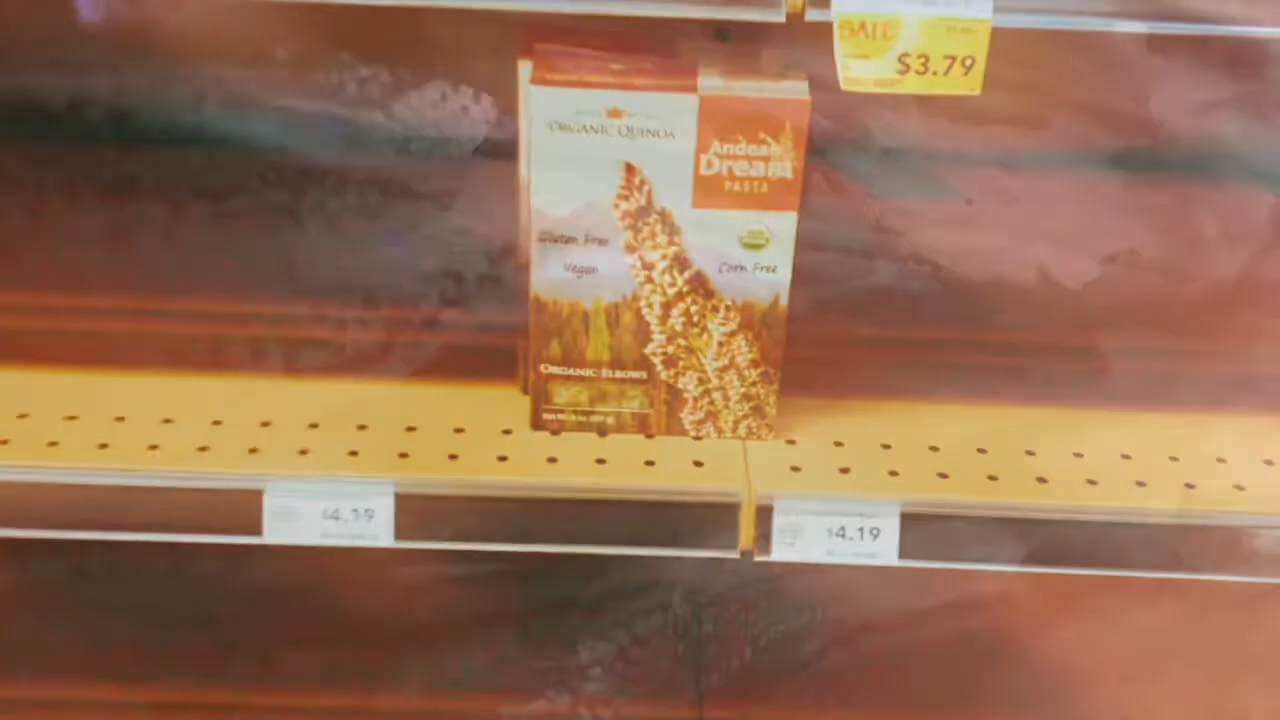 SALE
$3.79
ORGANIC QUINOA
Andean
Dream
PASTA
Gluten Free
Vegan
Corn Free
ORGANIC ELBOWS
$4.19
$4.19